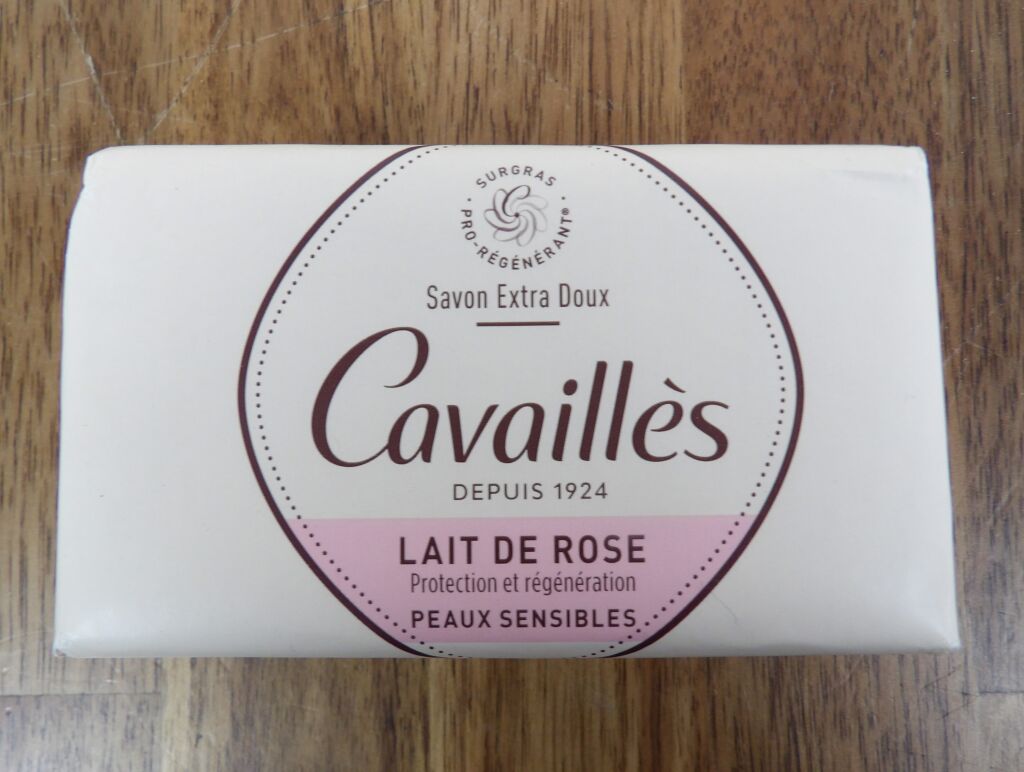 SURGRAS
PRO-RÉGÉNÉRANT®
Savon Extra Doux
Cavaillès
DEPUIS 1924
LAIT DE ROSE
Protection et régénération
PEAUX SENSIBLES